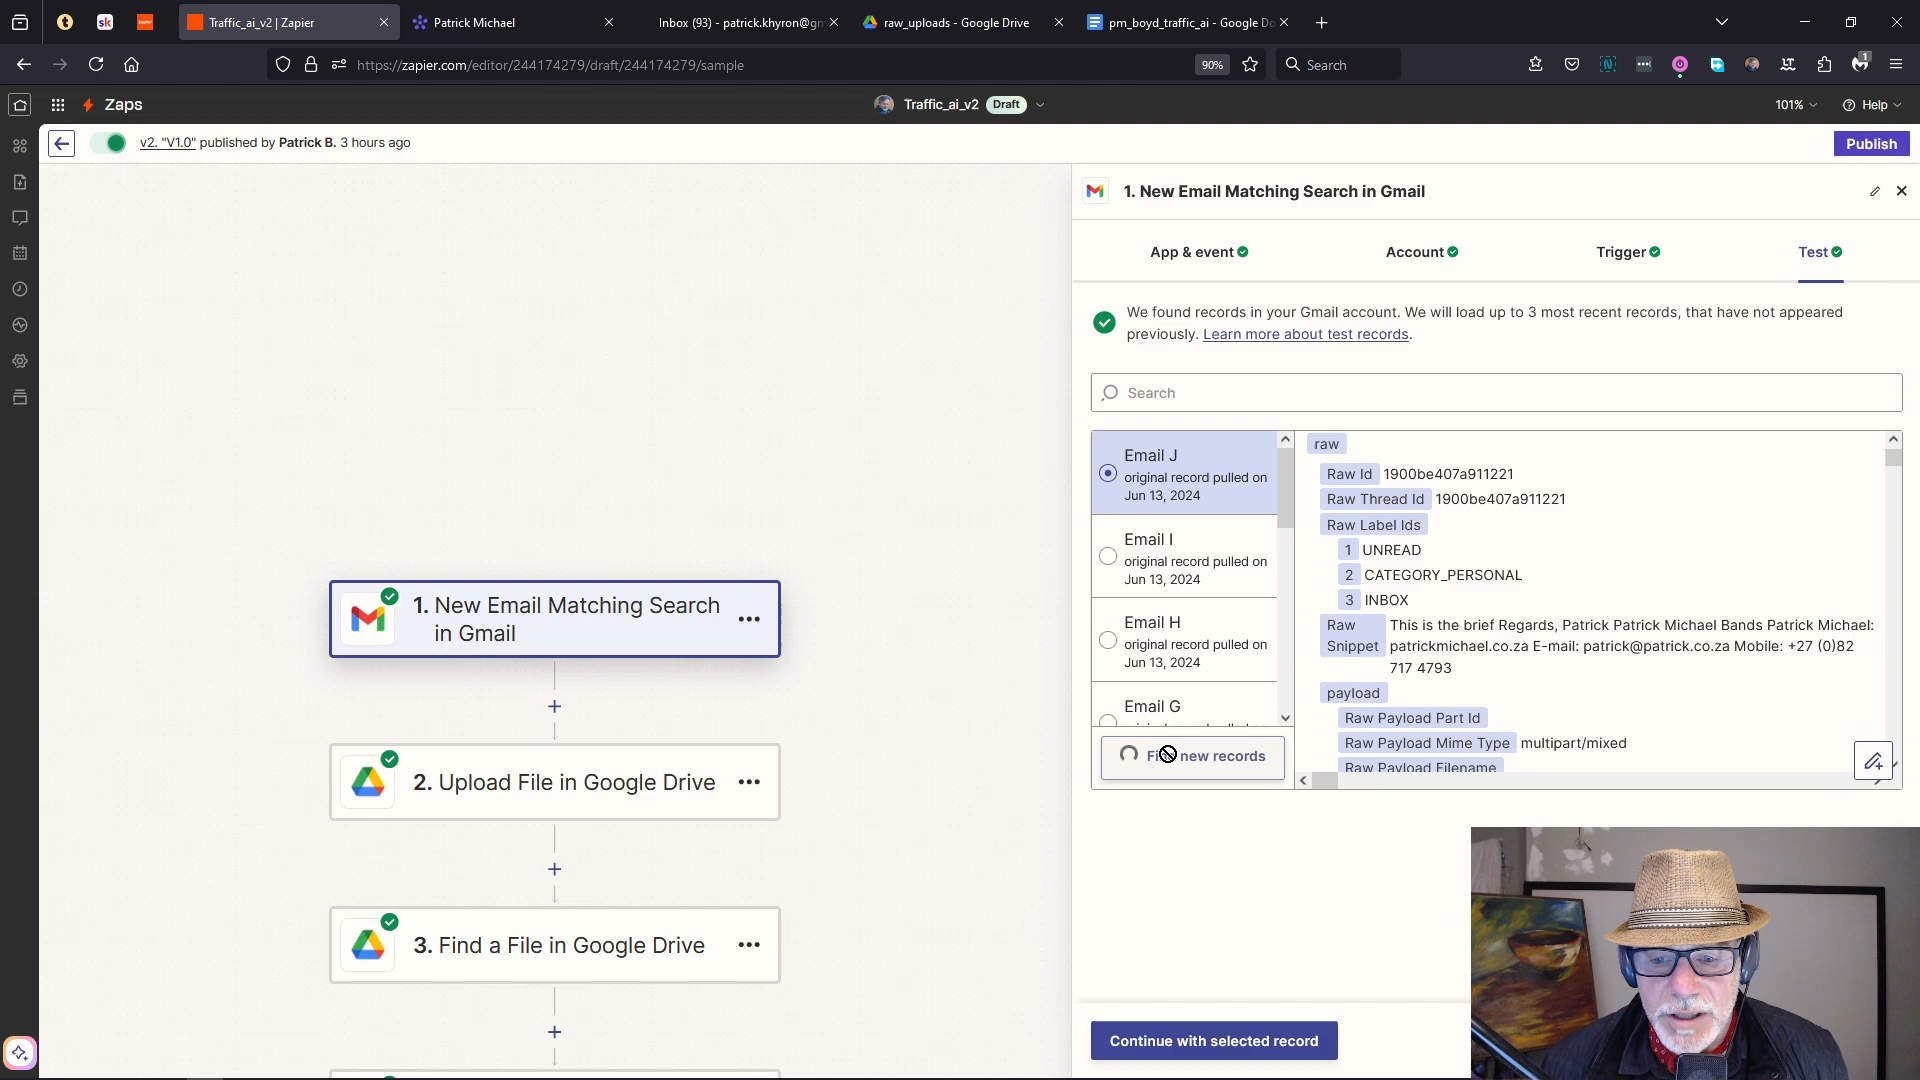 sk
Traffic_ai_v2 | Zapier
Patrick Michael
Inbox (93) - patrick.khyron@gm
raw_uploads - Google Drive
pm_boyd_traffic_ai - Google Do
https://zapier.com/editor/244174279/draft/244174279/sample
90%
Search
1
Zaps
Traffic_ai_v2 Draft
101%
Help
v2. "V1.0" published by Patrick B. 3 hours ago
Publish
1. New Email Matching Search in Gmail
App & event
Account
Trigger
Test
We found records in your Gmail account. We will load up to 3 most recent records, that have not appeared
previously. Learn more about test records.
Search
Email J
original record pulled on
Jun 13, 2024
Email I
original record pulled on
Jun 13, 2024
Email H
original record pulled on
Jun 13, 2024
Email G
new records
raw
Raw Id 1900be407a911221
Raw Thread Id 1900be407a911221
Raw Label Ids
1 UNREAD
2 CATEGORY_PERSONAL
3 INBOX
Raw Snippet This is the brief Regards, Patrick Patrick Michael Bands Patrick Michael:
patrickmichael.co.za E-mail: patrick@patrick.co.za Mobile: +27 (0)82
717 4793
payload
Raw Payload Part Id
Raw Payload Mime Type multipart/mixed
Raw Payload Filename
Continue with selected record
1. New Email Matching Search
in Gmail
2. Upload File in Google Drive
3. Find a File in Google Drive